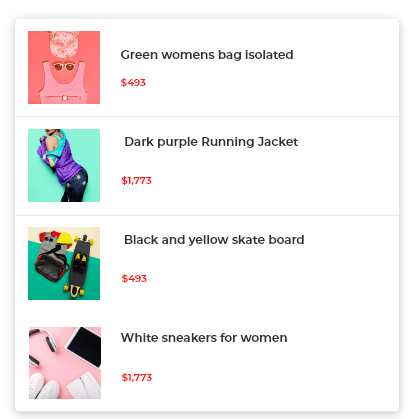 Green womens bag isolated
$493
Dark purple Running Jacket
$1,773
Black and yellow skate board
$493
White sneakers for women
$1,773